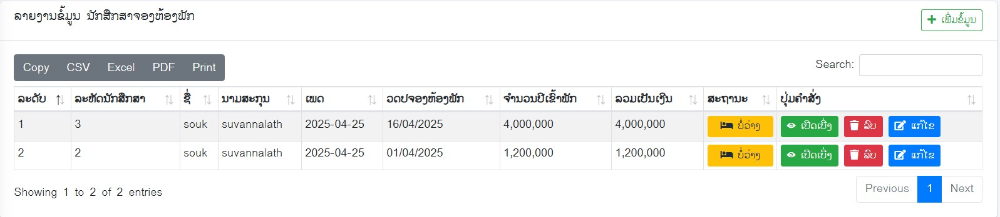 ລາຍງານຂໍ້ມູນ ນັກສຶກສາຈອງຫ້ອງພັກ
ເພີ່ມຂໍ້ມູນ
Copy CSV Excel PDF Print
Search:
ລະດັບ ລະຫັດນັກສຶກສາ ຊື່ ນາມສະກຸນ ເພດ ວດປຈອງຫ້ອງພັກ ຈຳນວນປີເຂົ້າພັກ ລວມເປັນເງີນ ສະຖານະ ປຸ່ມຄຳສັ່ງ
1 3 souk suvannalath 2025-04-25 16/04/2025 4,000,000 4,000,000 ບໍ່ວ່າງ ເປີດເບີ່ງ ລົບ ແກ້ໄຂ
2 2 souk suvannalath 2025-04-25 01/04/2025 1,200,000 1,200,000 ບໍ່ວ່າງ ເປີດເບີ່ງ ລົບ ແກ້ໄຂ
Showing 1 to 2 of 2 entries
Previous 1 Next